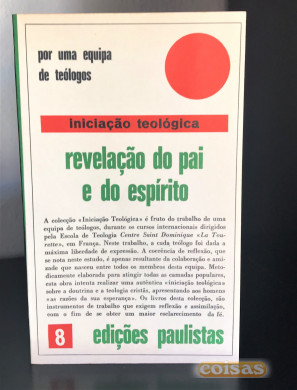 por uma equipa
de teólogos
iniciação teológica
revelação do pai
e do espírito
A colecção «Iniciação Teológica» é fruto do trabalho de uma
equipa de teólogos, durante os cursos internacionais dirigidos
pela Escola de Teologia Centre Saint Dominique «La Tou-
rette», em França. Neste trabalho, a cada teólogo foi dada a
máxima liberdade de expressão. A coerência de reflexão, que
se nota neste estudo, é apenas resultado da colaboração e ami-
zade que nasceu entre todos os membros desta equipa. Meto-
dicamente elaborada para atingir todas as camadas populares,
esta obra intenta realizar uma autêntica «iniciação teológica
sobre a doutrina e a teologia cristãs, apresentando aos homens
«as razões da sua esperança». Os livros desta colecção, são
instrumentos de trabalho que exigem reflexão e assimilação,
com o fim de se obter um maior esclarecimento da fé.
8 edições paulistas
coisas